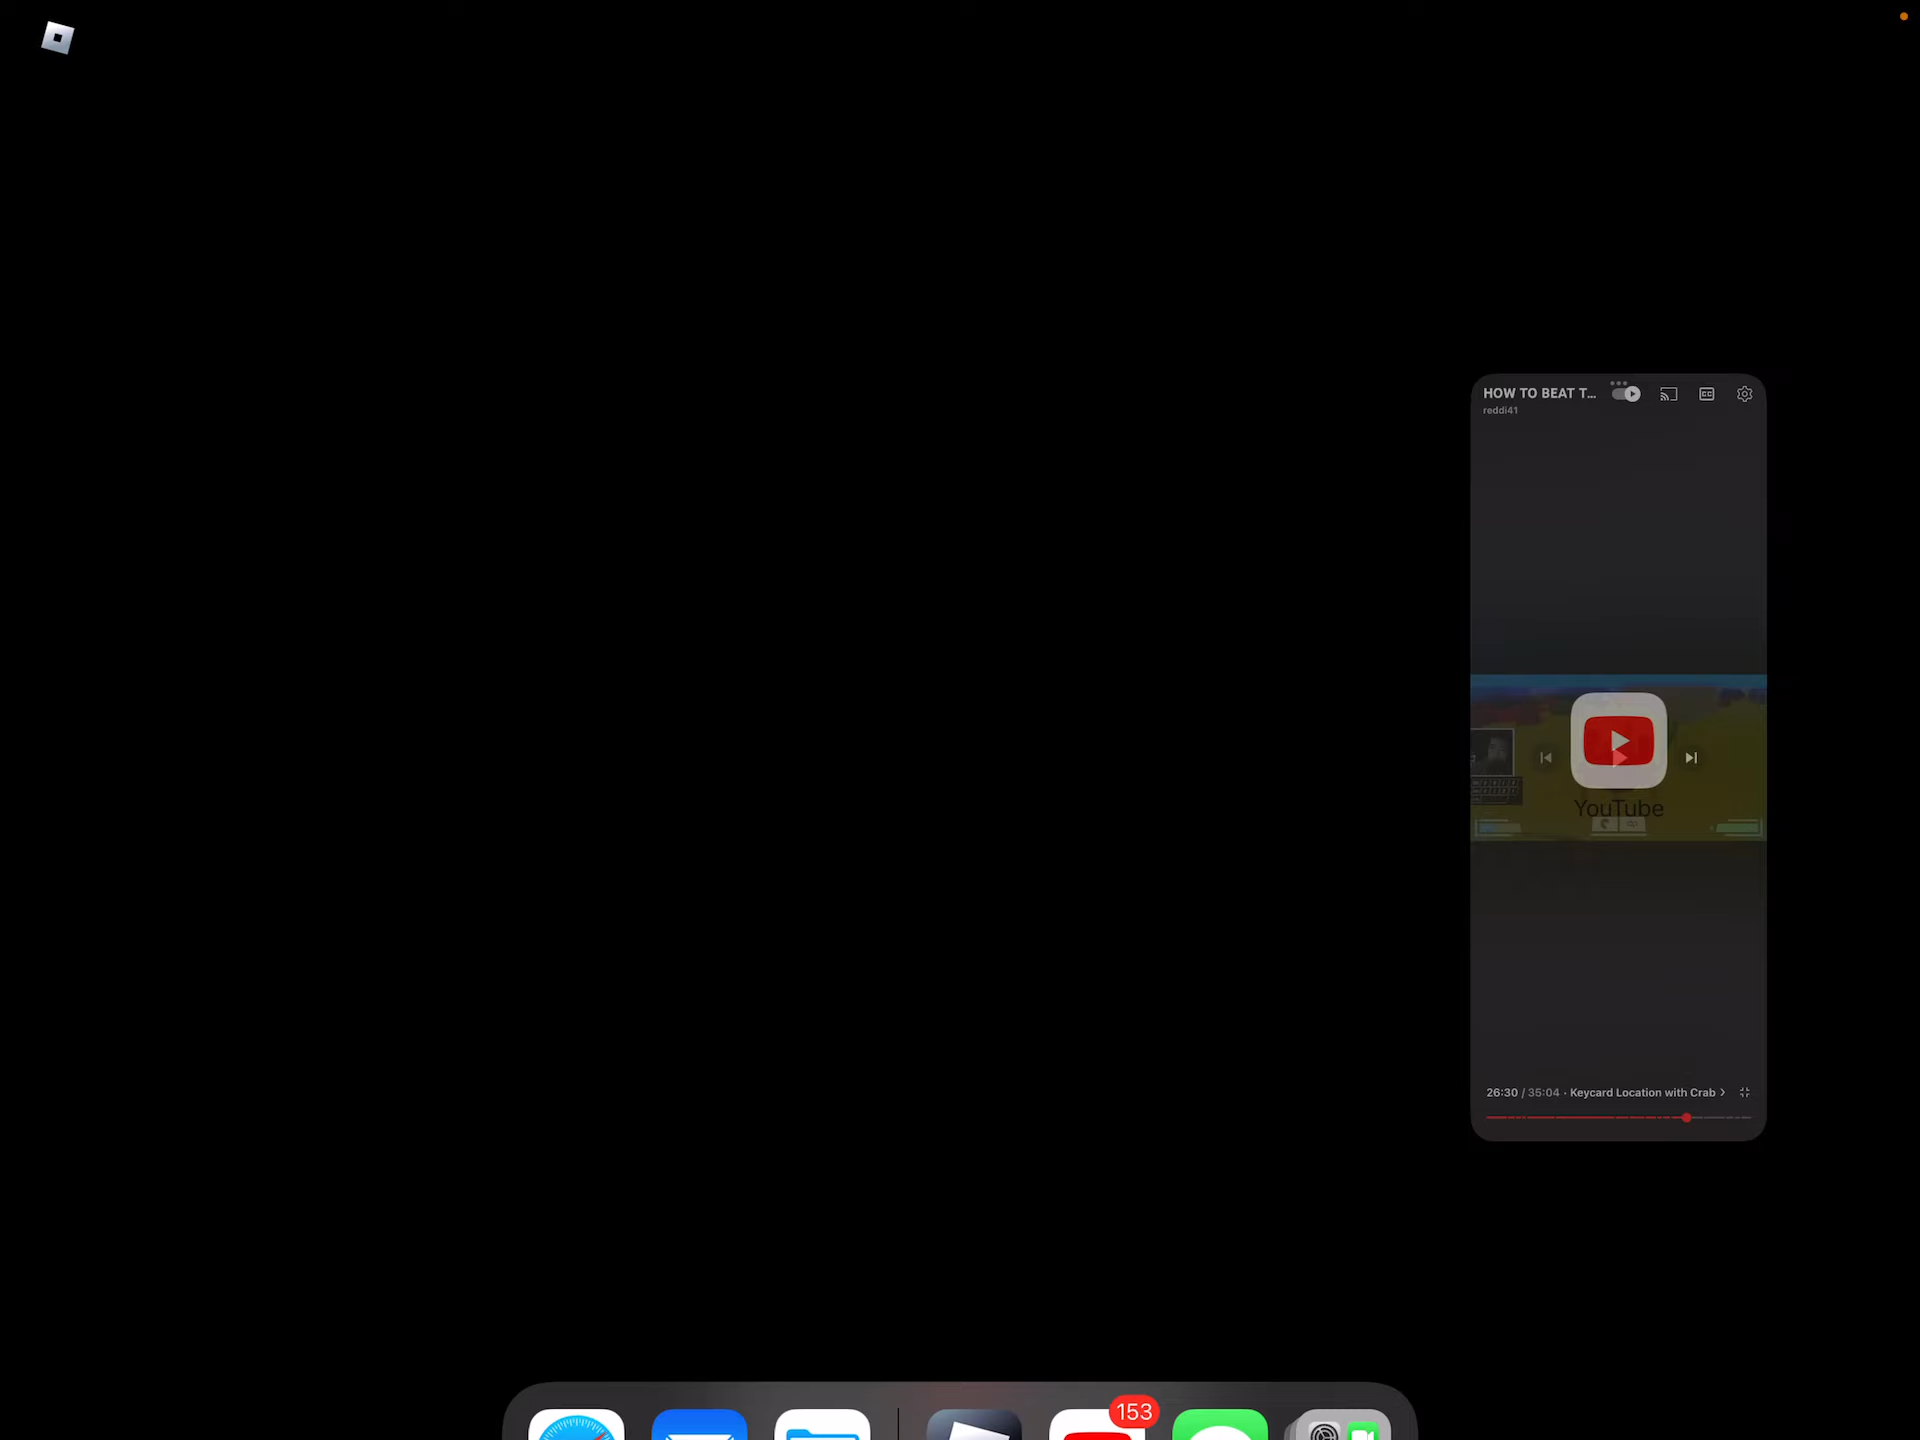 HOW TO BEAT T...
reddi41
YouTube
26:30 / 35:04 · Keycard Location with Crab
153